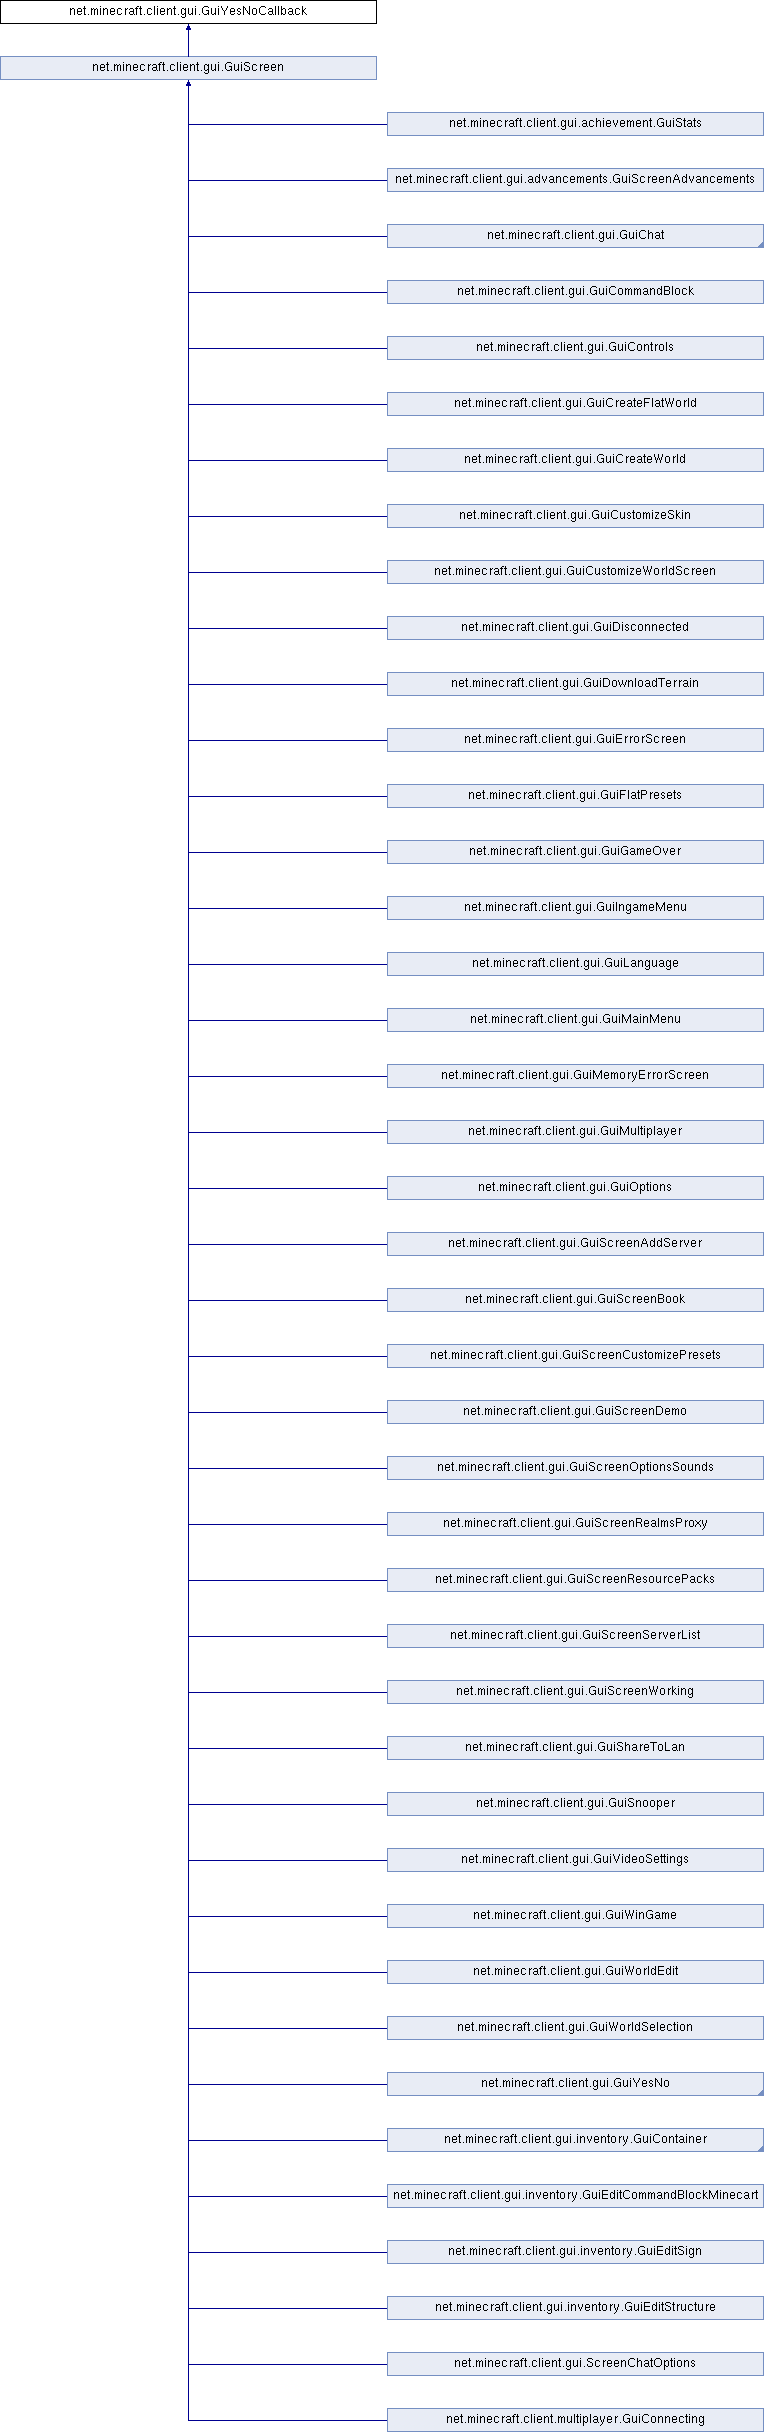 net.minecraft.client.gui.GuiYesNoCallback
net.minecraft.client.gui.GuiScreen
net.minecraft.client.gui.achievement.GuiStats
net.minecraft.client.gui.advancements.GuiScreenAdvancements
net.minecraft.client.gui.GuiChat
net.minecraft.client.gui.GuiCommandBlock
net.minecraft.client.gui.GuiControls
net.minecraft.client.gui.GuiCreateFlatWorld
net.minecraft.client.gui.GuiCreateWorld
net.minecraft.client.gui.GuiCustomizeSkin
net.minecraft.client.gui.GuiCustomizeWorldScreen
net.minecraft.client.gui.GuiDisconnected
net.minecraft.client.gui.GuiDownloadTerrain
net.minecraft.client.gui.GuiErrorScreen
net.minecraft.client.gui.GuiFlatPresets
net.minecraft.client.gui.GuiGameOver
net.minecraft.client.gui.GuiIngameMenu
net.minecraft.client.gui.GuiLanguage
net.minecraft.client.gui.GuiMainMenu
net.minecraft.client.gui.GuiMemoryErrorScreen
net.minecraft.client.gui.GuiMultiplayer
net.minecraft.client.gui.GuiOptions
net.minecraft.client.gui.GuiScreenAddServer
net.minecraft.client.gui.GuiScreenBook
net.minecraft.client.gui.GuiScreenCustomizePresets
net.minecraft.client.gui.GuiScreenDemo
net.minecraft.client.gui.GuiScreenOptionsSounds
net.minecraft.client.gui.GuiScreenRealmsProxy
net.minecraft.client.gui.GuiScreenResourcePacks
net.minecraft.client.gui.GuiScreenServerList
net.minecraft.client.gui.GuiScreenWorking
net.minecraft.client.gui.GuiShareToLan
net.minecraft.client.gui.GuiSnooper
net.minecraft.client.gui.GuiVideoSettings
net.minecraft.client.gui.GuiWinGame
net.minecraft.client.gui.GuiWorldEdit
net.minecraft.client.gui.GuiWorldSelection
net.minecraft.client.gui.GuiYesNo
net.minecraft.client.gui.inventory.GuiContainer
net.minecraft.client.gui.inventory.GuiEditCommandBlockMinecart
net.minecraft.client.gui.inventory.GuiEditSign
net.minecraft.client.gui.inventory.GuiEditStructure
net.minecraft.client.gui.ScreenChatOptions
net.minecraft.client.multiplayer.GuiConnecting